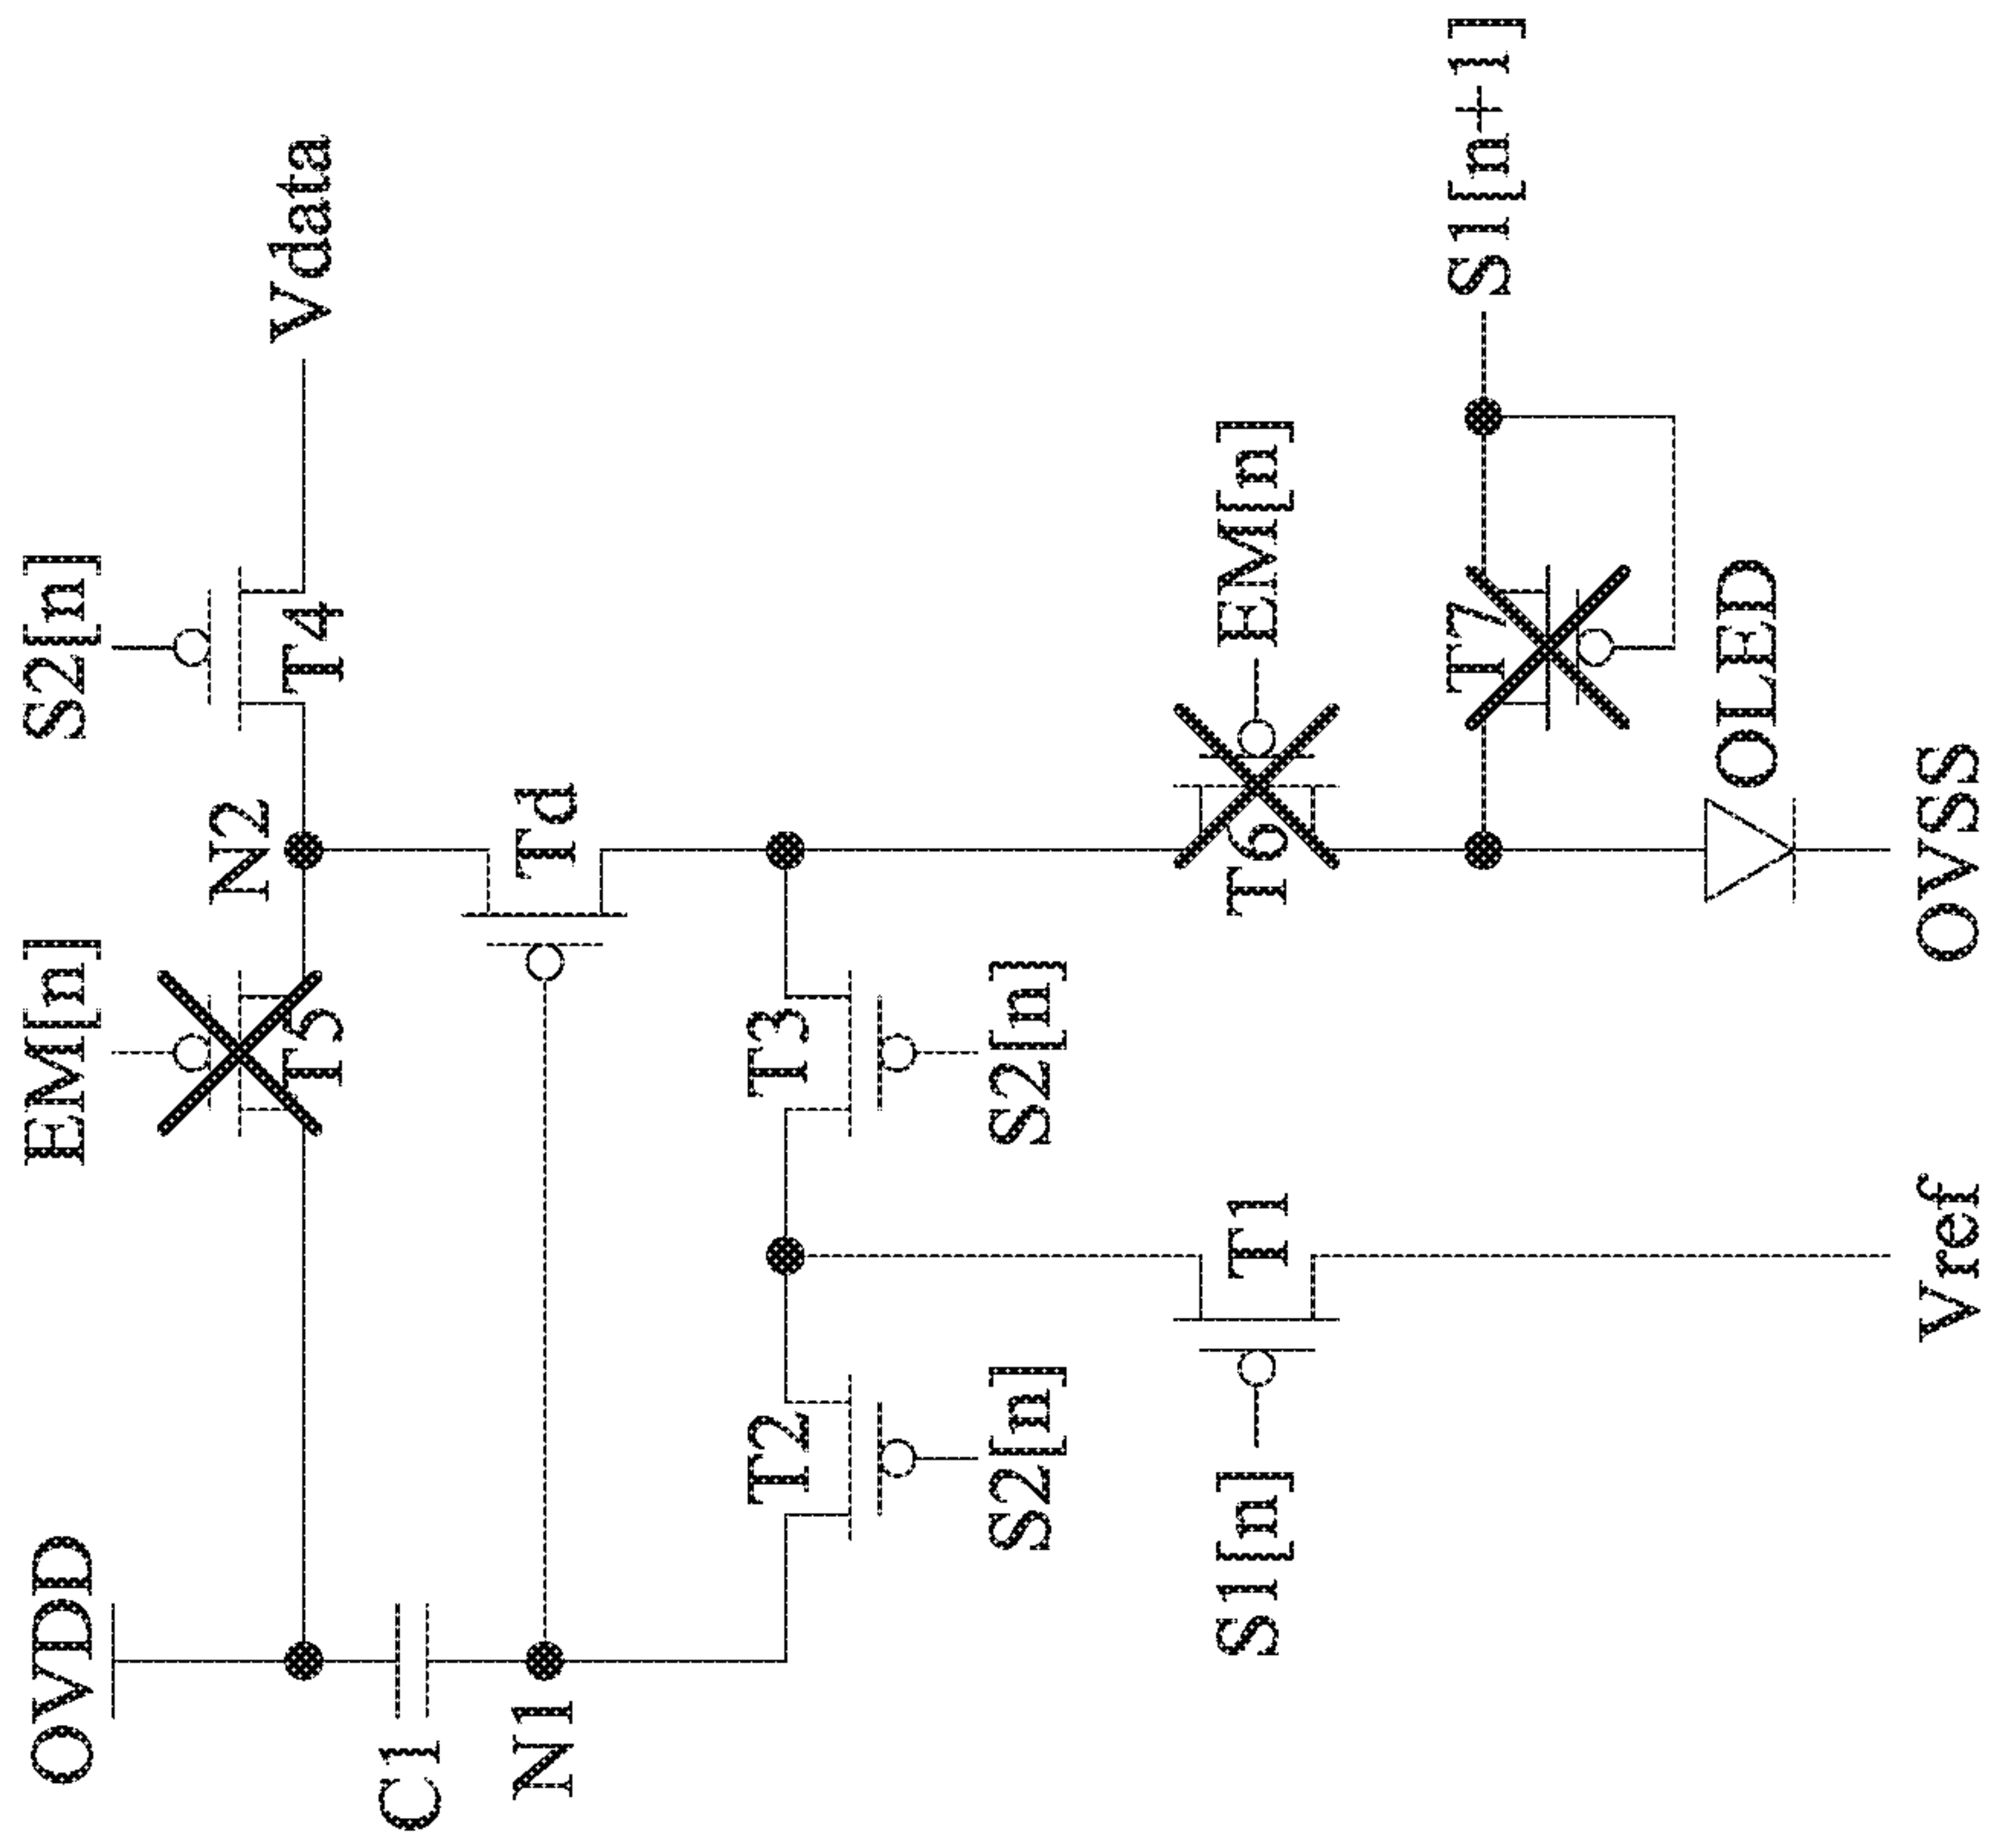 OVDD
EM[n]
S2[n]
C1
T5
N2
T4
Vdata
N1
Td
T2
T3
S2[n]
S2[n]
S1[n]
T1
T6
EM[n]
T7
S1[n+1]
OLED
Vref
OVSS